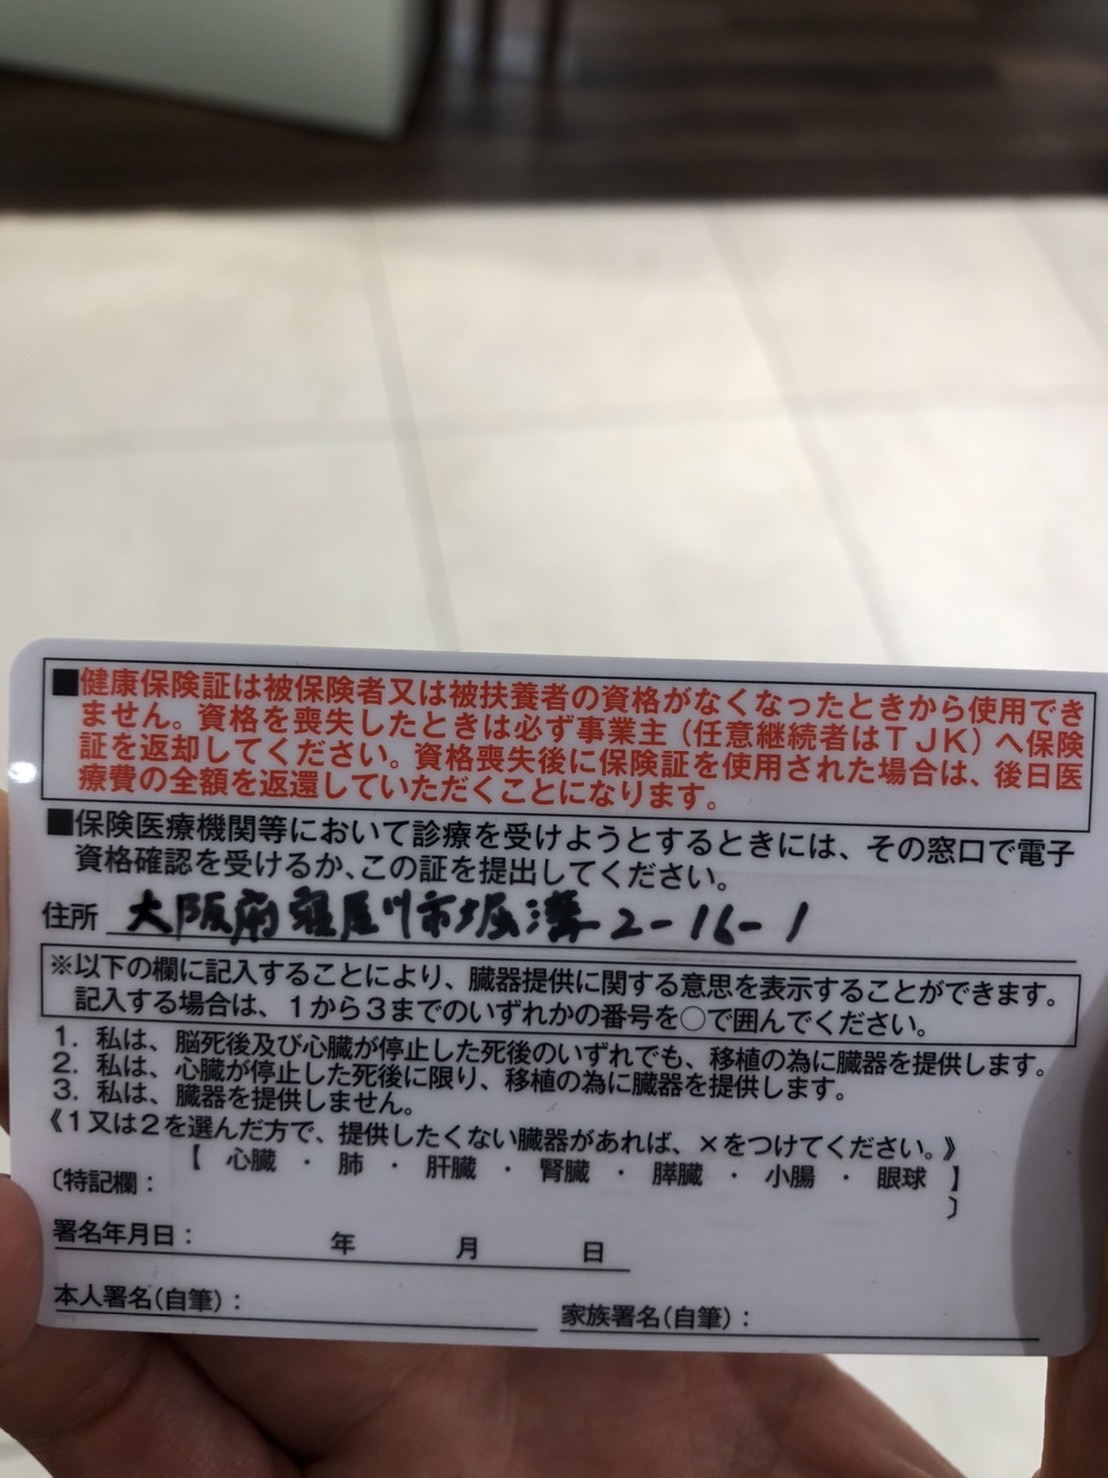 ■健康保険証は被保険者又は被扶養者の資格がなくなったときから使用でき
ません。資格を喪失したときは必ず事業主（任意継続者はＴＪＫ）へ保険
証を返却してください。資格喪失後に保険証を使用された場合は、後日医
療費の全額を返還していただくことになります。
■保険医療機関等において診療を受けようとするときには、その窓口で電子
資格確認を受けるか、この証を提出してください。
住所 大阪府寝屋川市堀溝2-16-1
※以下の欄に記入することにより、臓器提供に関する意思を表示することができます。
記入する場合は、１から３までのいずれかの番号を○で囲んでください。
1. 私は、脳死後及び心臓が停止した死後のいずれでも、移植の為に臓器を提供します。
2. 私は、心臓が停止した死後に限り、移植の為に臓器を提供します。
3. 私は、臓器を提供しません。
《１又は２を選んだ方で、提供したくない臓器があれば、×をつけてください。》
【 心臓 ・ 肺 ・ 肝臓 ・ 腎臓 ・ 膵臓 ・ 小腸 ・ 眼球 】
〔特記欄： 〕
署名年月日： 年 月 日
本人署名（自筆）： 家族署名（自筆）：